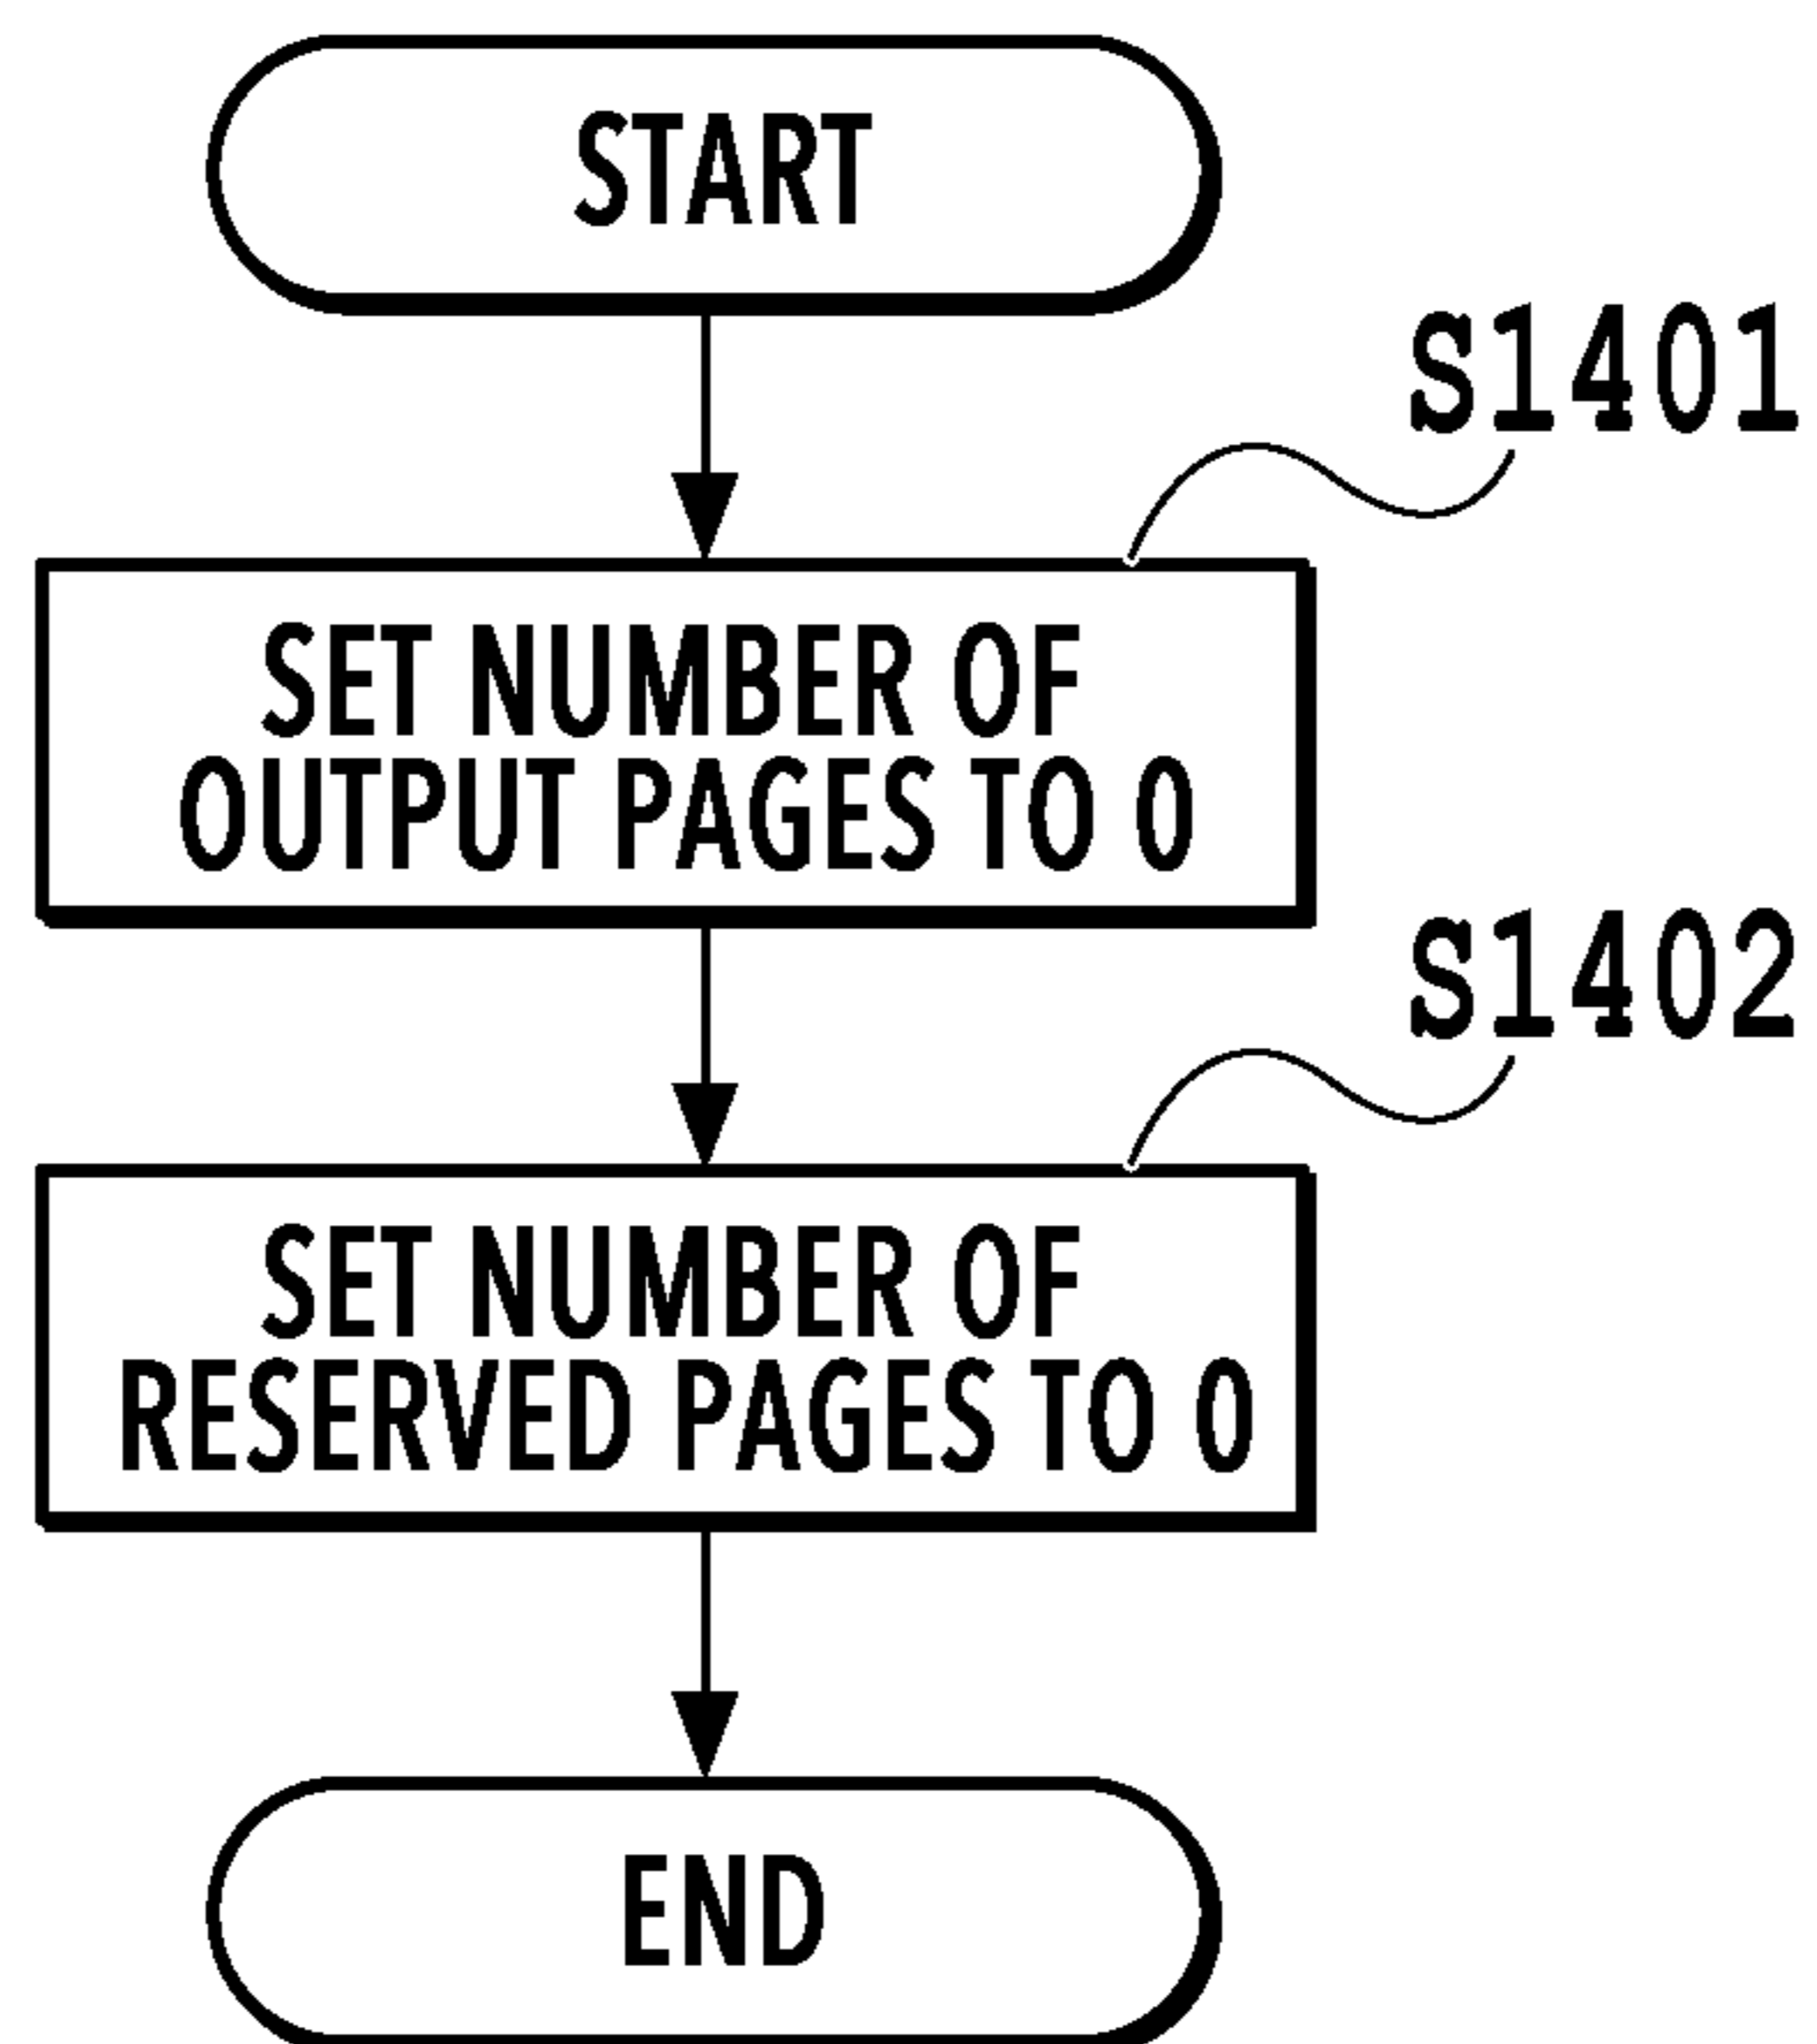 START
S1401
SET NUMBER OF
OUTPUT PAGES TO 0
S1402
SET NUMBER OF
RESERVED PAGES TO 0
END